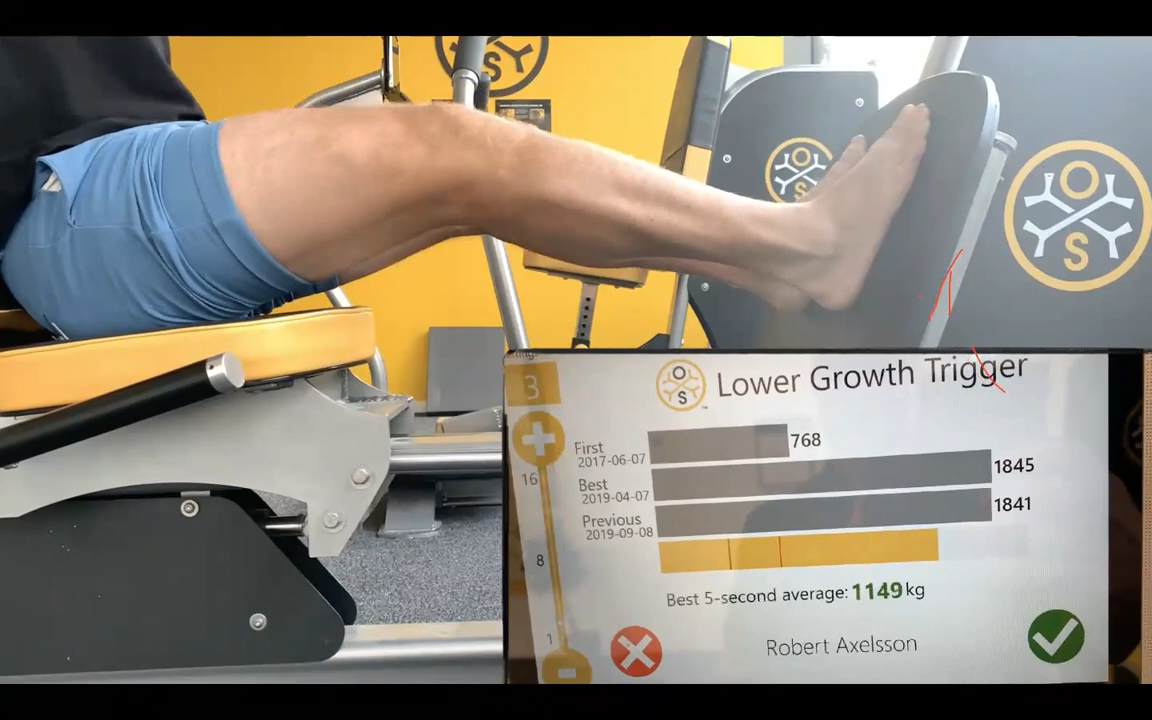 O
S
O
S
O
S
S
3
O
S
™
Lower Growth Trigger
First
2017-06-07
768
16
Best
2019-04-07
1845
Previous
2019-09-08
1841
8
Best 5-second average: 1149 kg
1
Robert Axelsson